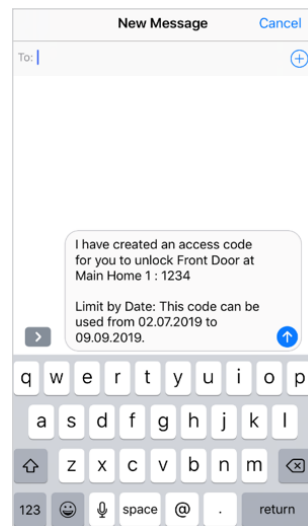 New Message Cancel
To:
I have created an access code
for you to unlock Front Door at
Main Home 1 : 1234
Limit by Date: This code can be
used from 02.07.2019 to
09.09.2019.
q w e r t y u i o p
a s d f g h j k l
z x c v b n m
123 space @ . return